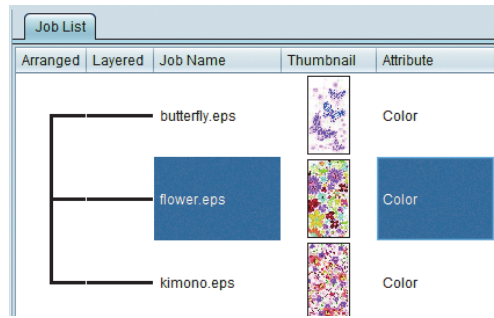 Job List
Arranged Layered Job Name Thumbnail Attribute
butterfly.eps Color
flower.eps Color
kimono.eps Color